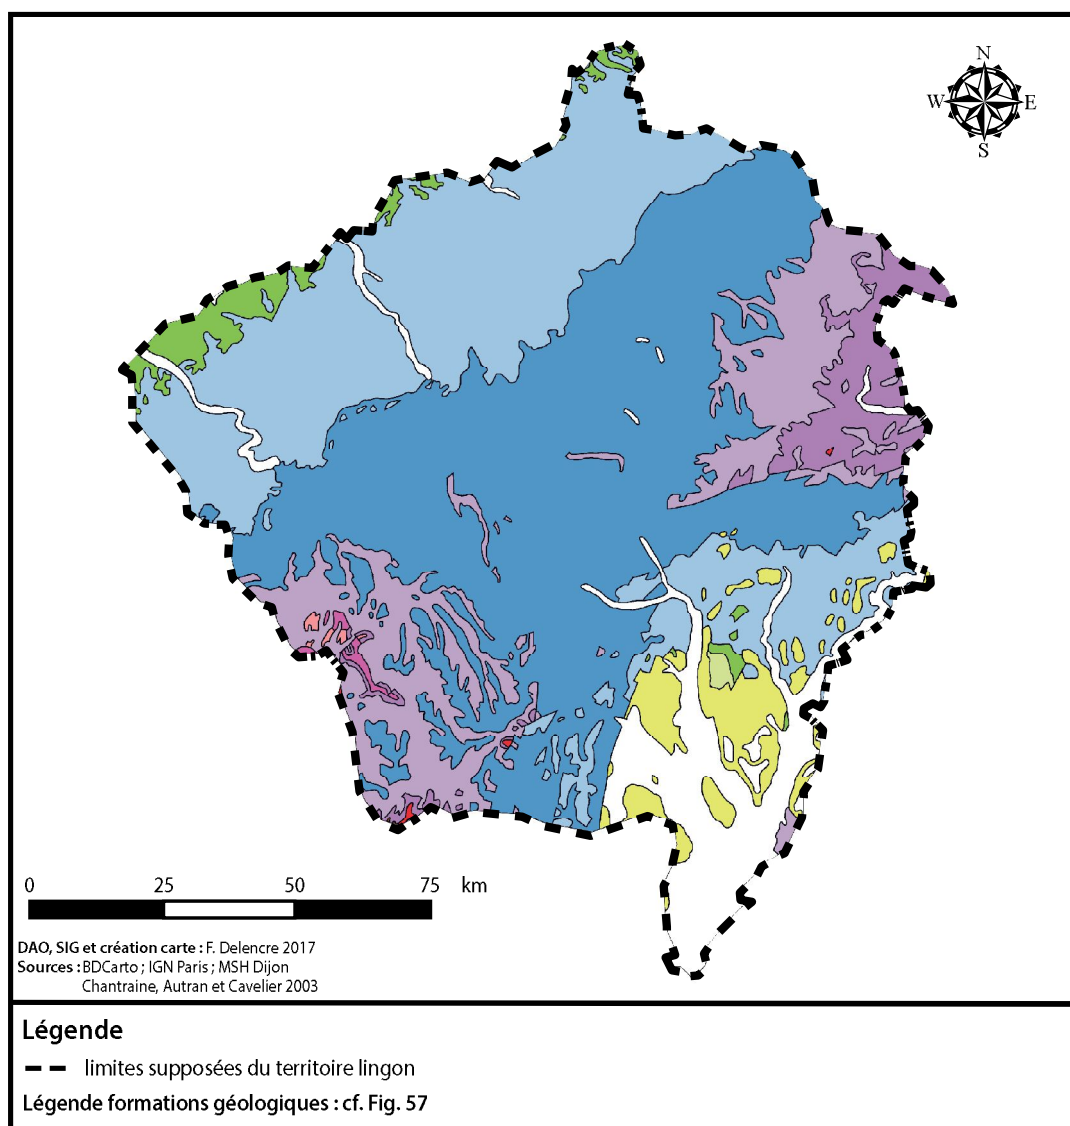 N
W E
S
0 25 50 75 km
DAO, SIG et création carte : F. Delencre 2017
Sources : BDCarto ; IGN Paris ; MSH Dijon
Chantraine, Autran et Cavelier 2003
Légende
limites supposées du territoire lingon
Légende formations géologiques : cf. Fig. 57